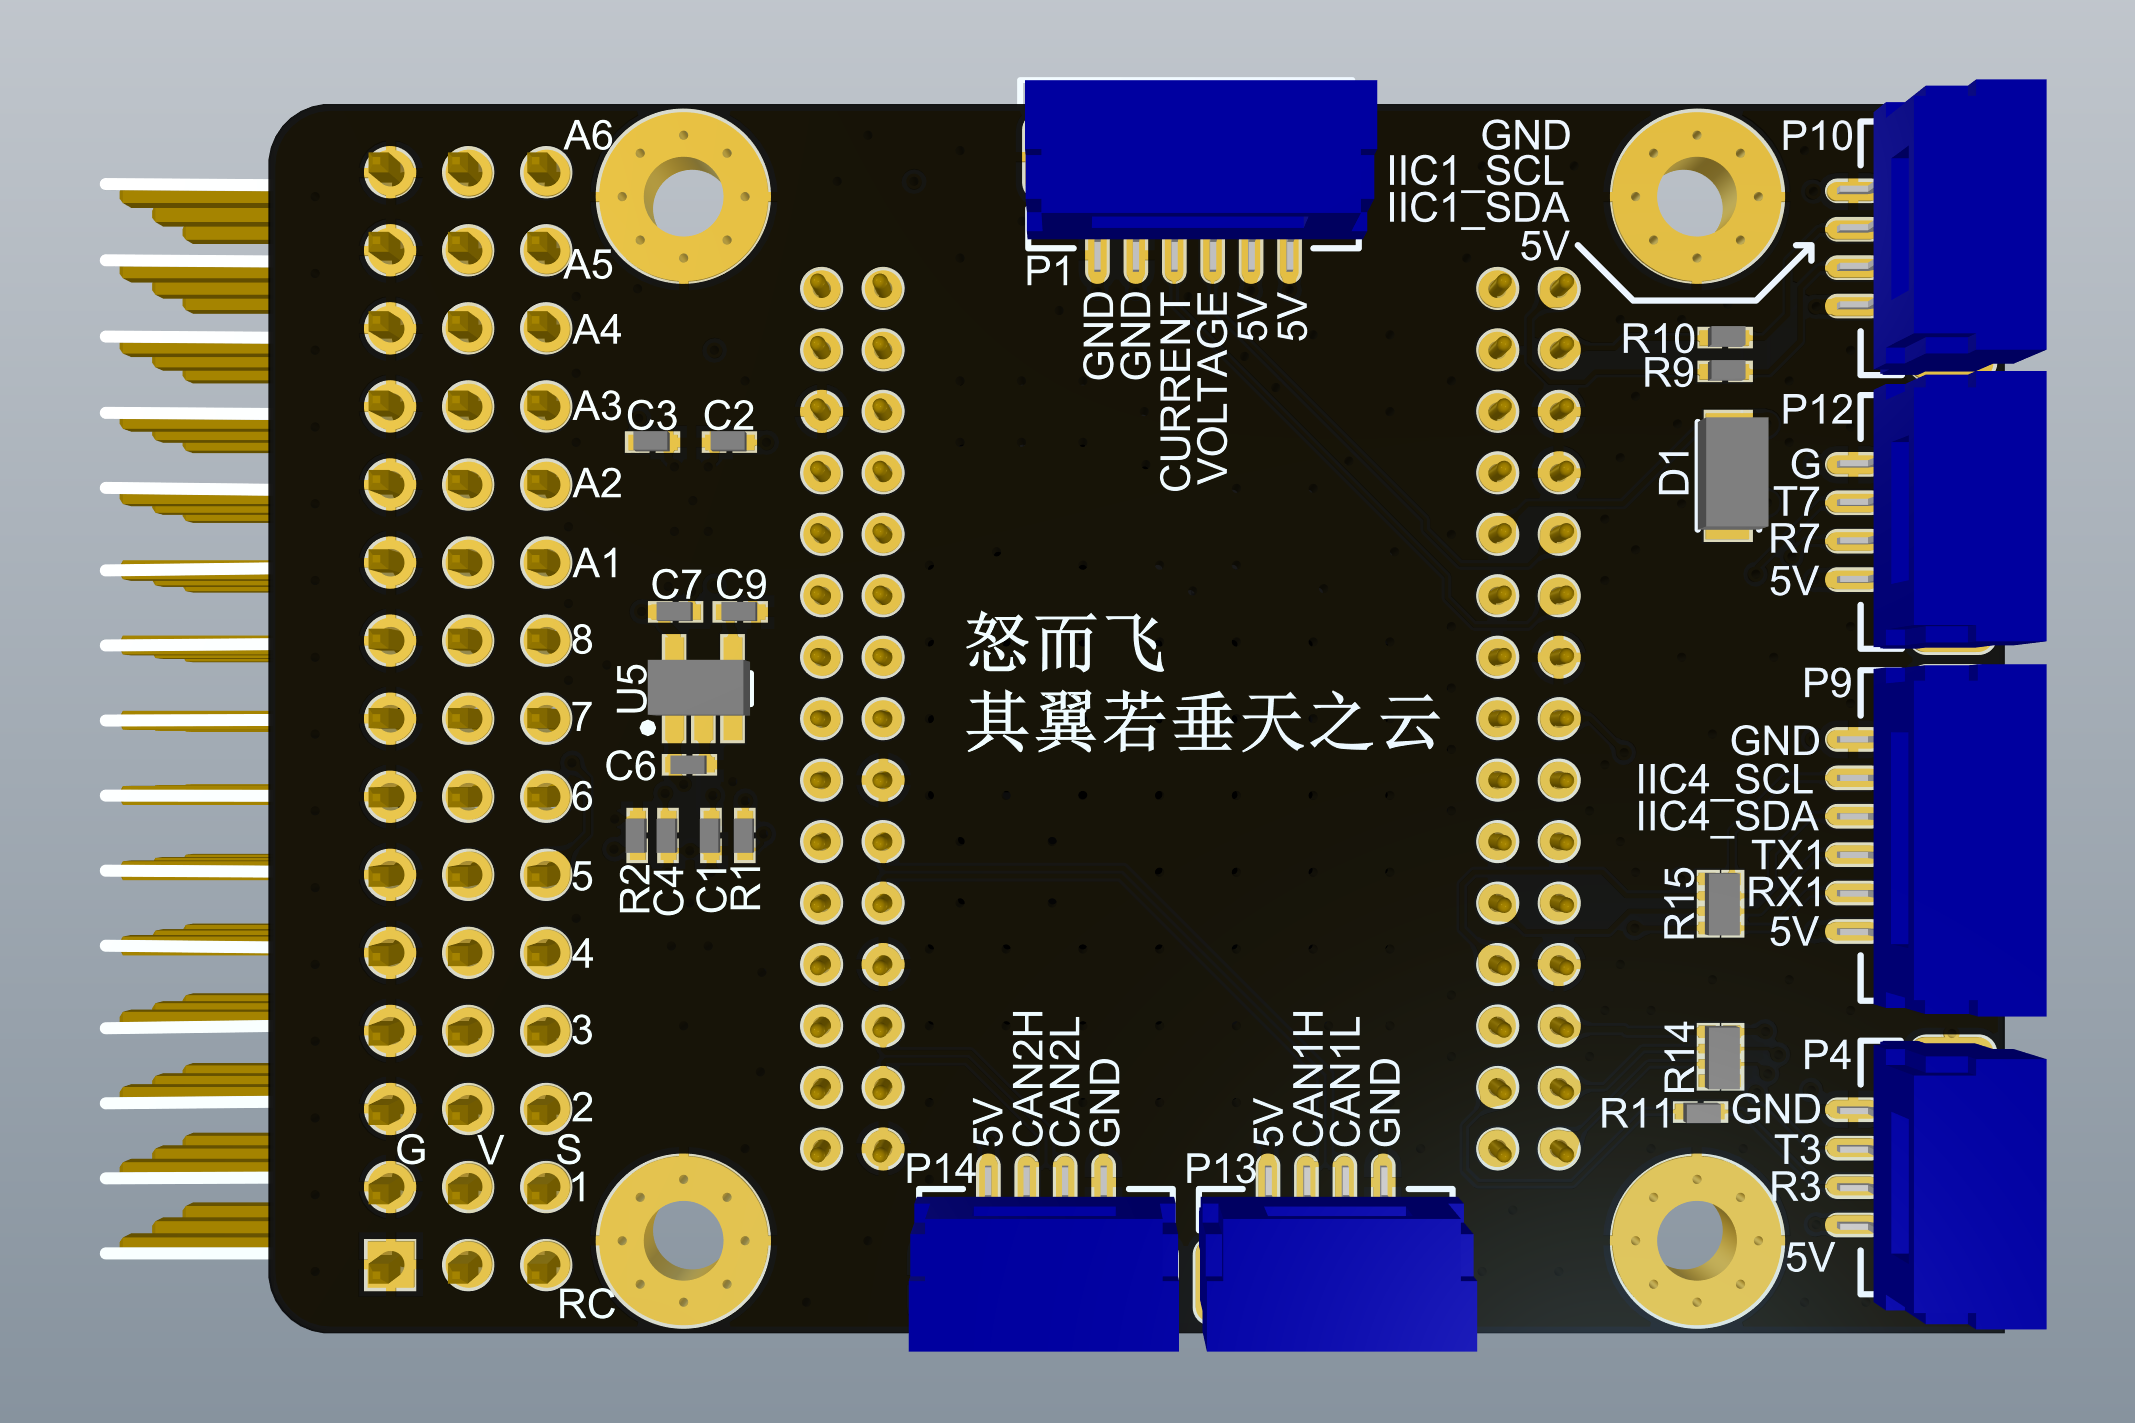 A6
A5
A4
A3
A2
A1
8
7
6
5
4
3
2
G V S
1
RC
C3 C2
C7 C9
U5
C6
R2 C4 C1 R1
P1
GND GND CURRENT VOLTAGE 5V 5V
怒而飞
其翼若垂天之云
P14
5V CAN2H CAN2L GND
P13
5V CAN1H CAN1L GND
P10
GND
IIC1_SCL
IIC1_SDA
5V
R10
R9
D1
P12
G
T7
R7
5V
P9
GND
IIC4_SCL
IIC4_SDA
TX1
RX1
5V
R15
R14
R11
P4
GND
T3
R3
5V